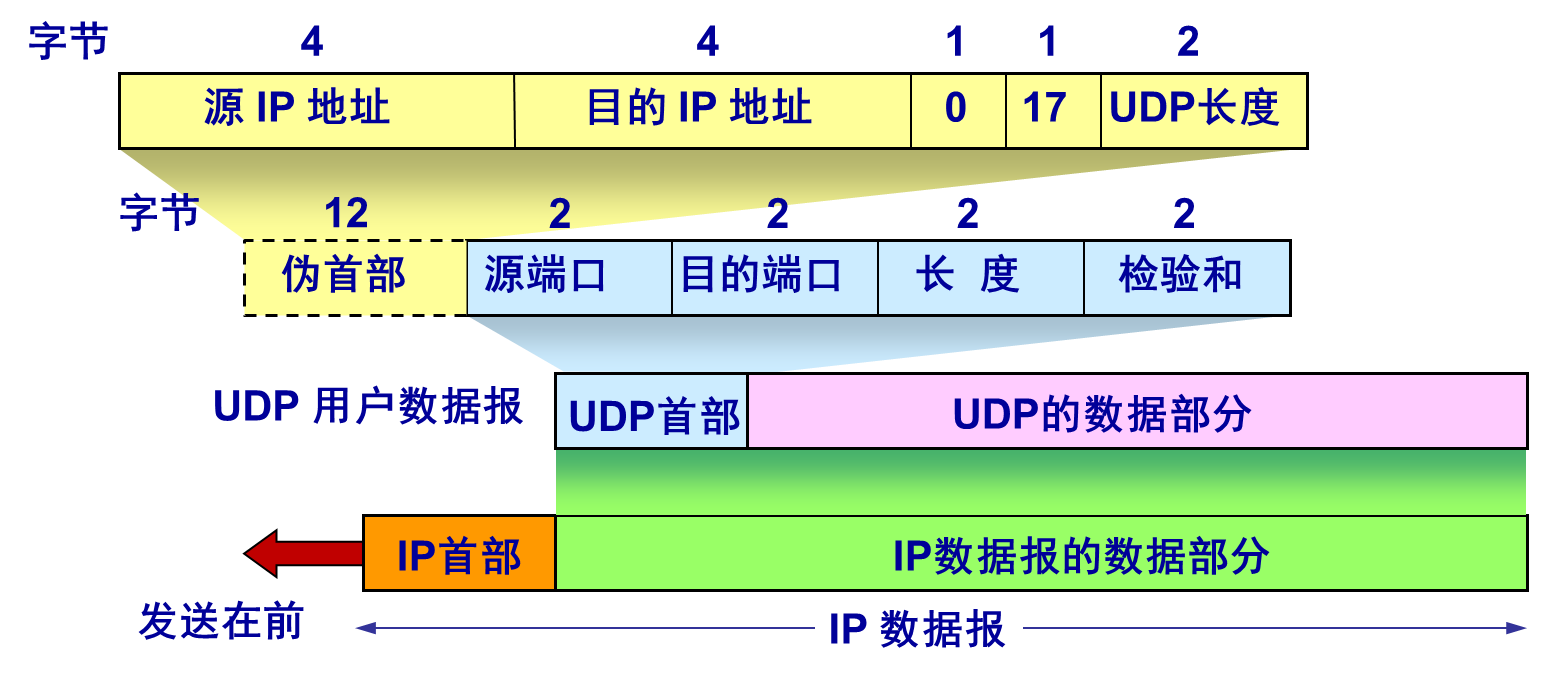 字节 4 4 1 1 2
源 IP 地址 目的 IP 地址 0 17 UDP长度
字节 12 2 2 2 2
伪首部 源端口 目的端口 长 度 检验和
UDP 用户数据报 UDP首部 UDP的数据部分
IP首部 IP数据报的数据部分
发送在前 IP 数据报